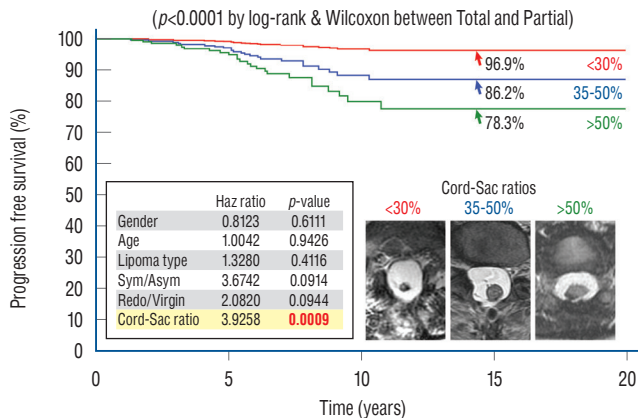 (p<0.0001 by log-rank & Wilcoxon between Total and Partial)
Progression free survival (%)
100
90
80
70
60
50
40
30
20
10
0
96.9% <30%
86.2% 35-50%
78.3% >50%
Haz ratio p-value
Gender 0.8123 0.6111
Age 1.0042 0.9426
Lipoma type 1.3280 0.4116
Sym/Asym 3.6742 0.0914
Redo/Virgin 2.0820 0.0944
Cord-Sac ratio 3.9258 0.0009
Cord-Sac ratios
<30% 35-50% >50%
0 5 10 15 20
Time (years)